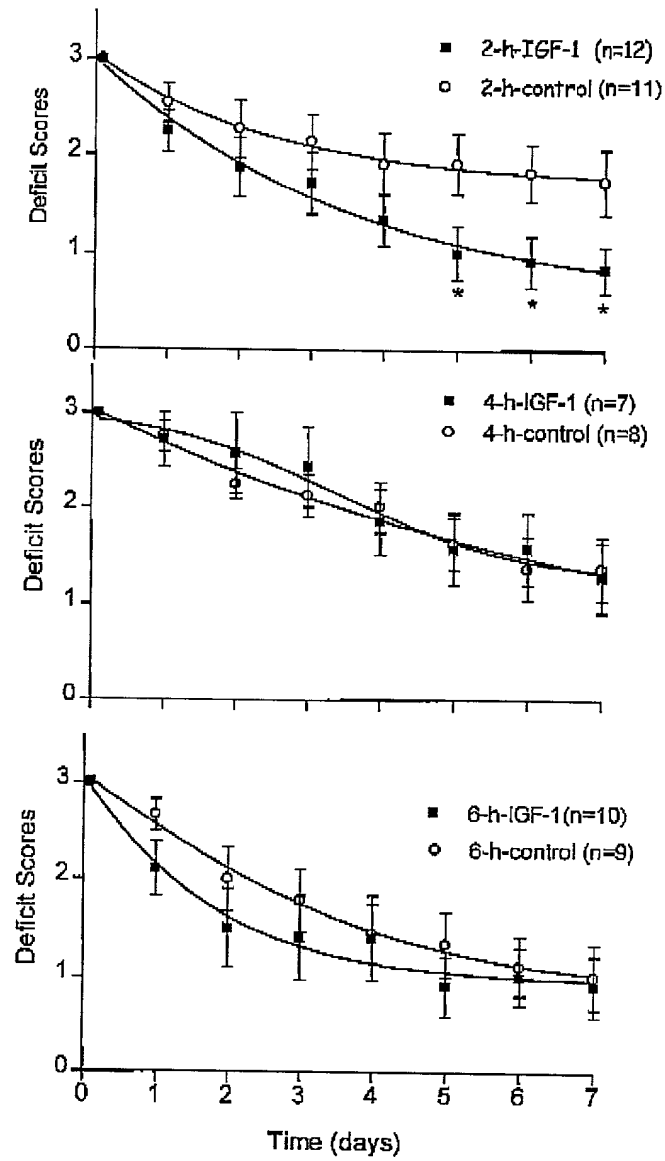 2-h-IGF-1 (n=12)
2-h-control (n=11)
Deficit Scores
3
2
1
0
* * *
4-h-IGF-1 (n=7)
4-h-control (n=8)
Deficit Scores
3
2
1
0
6-h-IGF-1(n=10)
6-h-control (n=9)
Deficit Scores
3
2
1
0
0 1 2 3 4 5 6 7
Time (days)